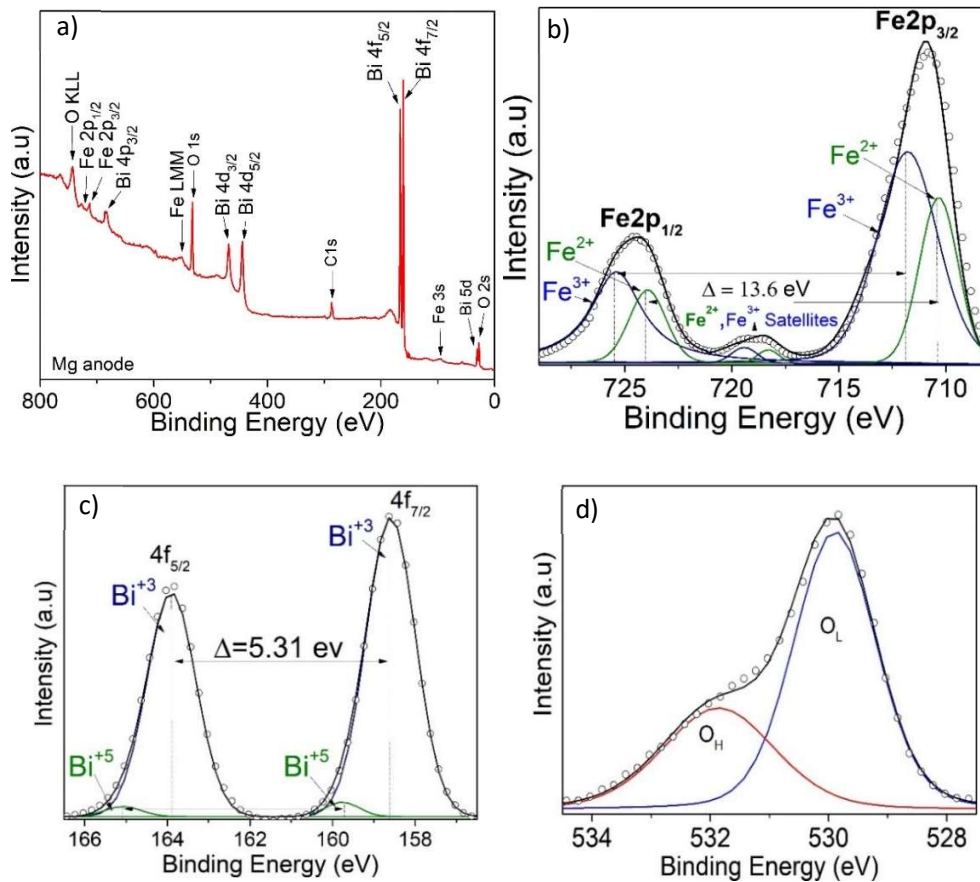 a)
Intensity (a.u)
O KLL
Fe 2p1/2
Fe 2p3/2
Bi 4p3/2
Fe LMM
O 1s
Bi 4d3/2
Bi 4d5/2
C1s
Bi 4f5/2
Bi 4f7/2
Fe 3s
Bi 5d
O 2s
Mg anode
800 600 400 200 0
Binding Energy (eV)
b)
Intensity (a.u)
Fe2p3/2
Fe2+
Fe3+
Fe2p1/2
Fe2+
Fe3+
Δ = 13.6 eV
Fe2+,Fe3+ Satellites
725 720 715 710
Binding Energy (eV)
c)
Intensity (a.u)
4f7/2
Bi+3
4f5/2
Bi+3
Δ=5.31 ev
Bi+5
Bi+5
166 164 162 160 158
Binding Energy (eV)
d)
Intensity (a.u)
OL
OH
534 532 530 528
Binding Energy (eV)